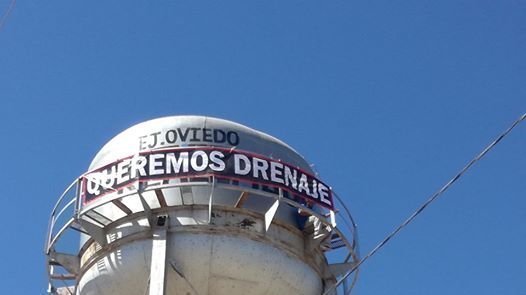 EJ. OVIEDO
QUEREMOS DRENAJE